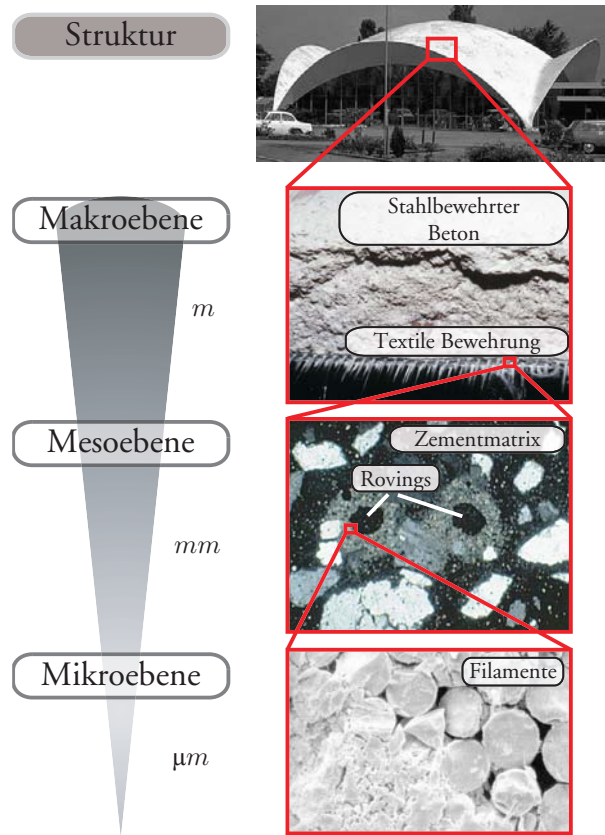 Struktur
Makroebene
Stahlbewehrter
Beton
m
Textile Bewehrung
Mesoebene
Zementmatrix
Rovings
mm
Mikroebene
Filamente
µm